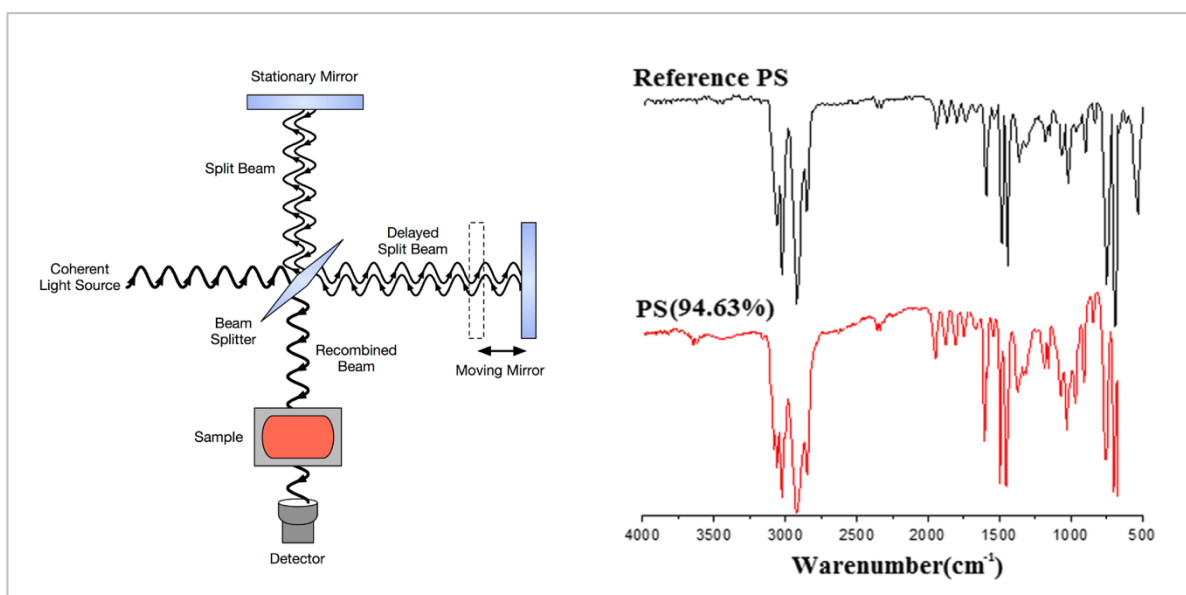 Stationary Mirror
Split Beam
Delayed
Split Beam
Coherent
Light Source
Beam
Splitter
Recombined
Beam
Moving Mirror
Sample
Detector
Reference PS
PS(94.63%)
4000 3500 3000 2500 2000 1500 1000 500
Warenumber(cm⁻¹)